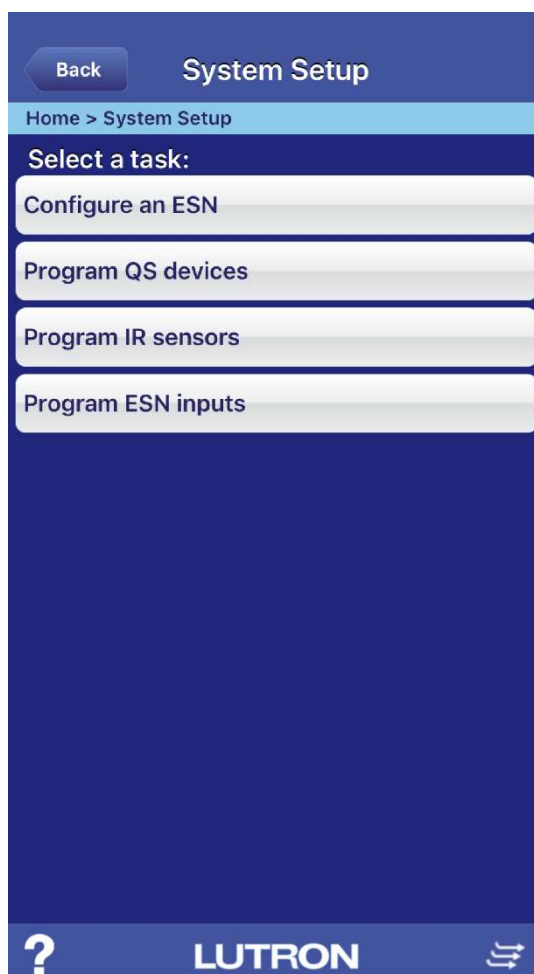 Back
System Setup
Home > System Setup
Select a task:
Configure an ESN
Program QS devices
Program IR sensors
Program ESN inputs
?
LUTRON